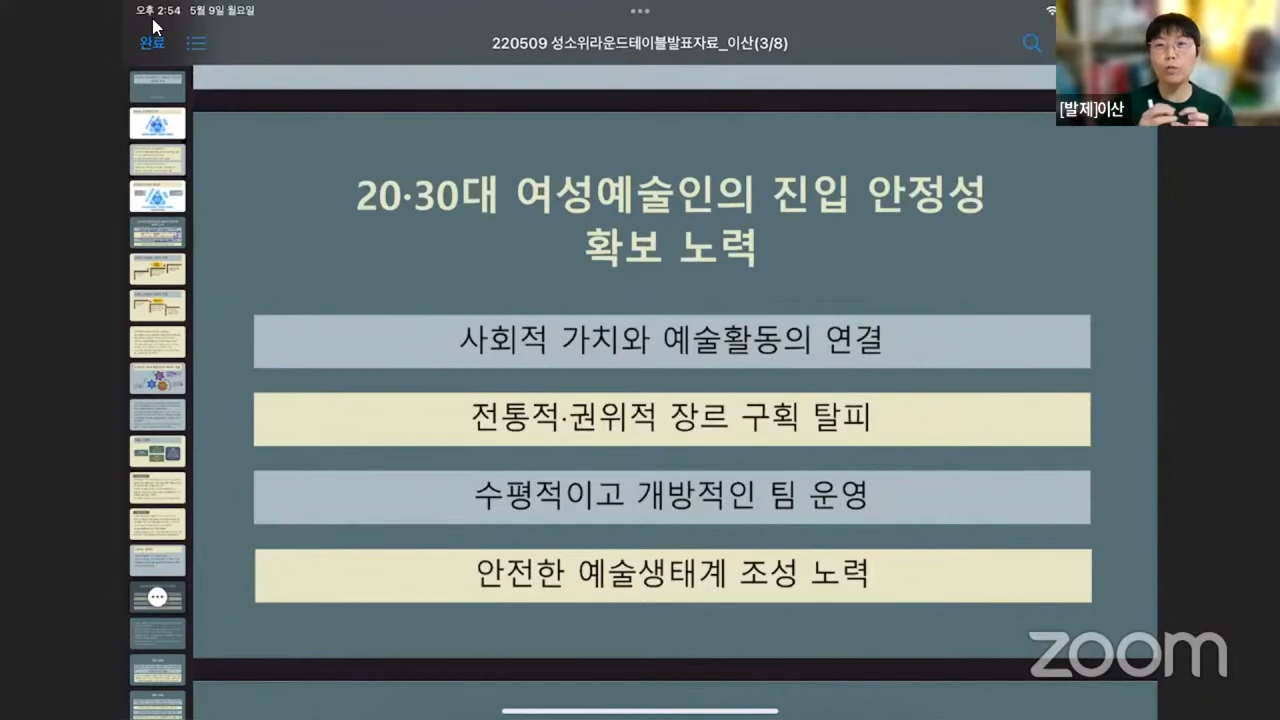 오후 2:54 5월 9일 월요일
완료
220509 성소위라운드테이블발표자료_이산(3/8)
[발제]이산
20·30대 여성예술인의 진입 안정성
확보 노력
사회적 가치와 예술활동의 연결
전통적·권위적 장르 구획 탈피
수평적이고 개방적인 팀 운영
안전한 예술생태계 조성 노력
zoom